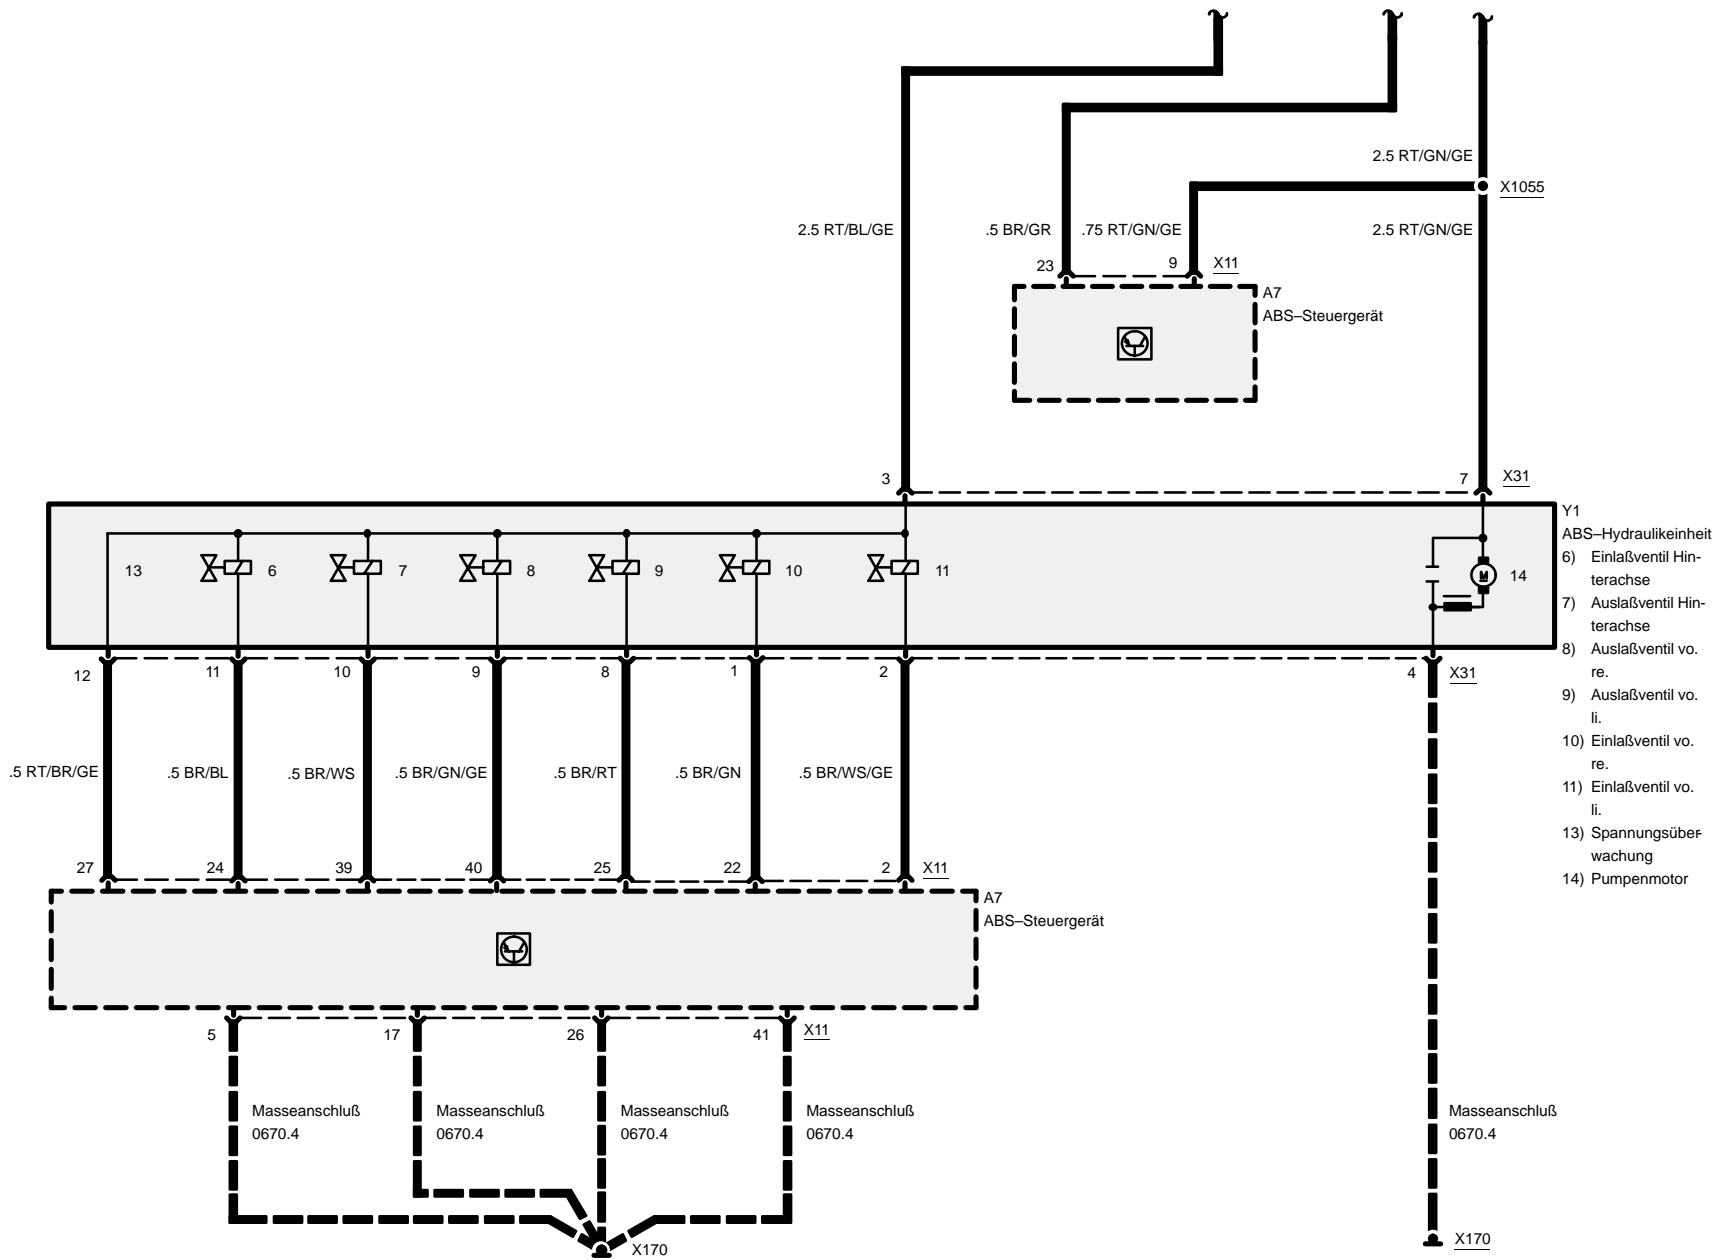 2.5 RT/GN/GE
X1055
2.5 RT/BL/GE
.5 BR/GR
.75 RT/GN/GE
2.5 RT/GN/GE
23
9
X11
A7
ABS–Steuergerät
3
7
X31
Y1
ABS–Hydraulikeinheit
6) Einlaßventil Hin-
terachse
7) Auslaßventil Hin-
terachse
8) Auslaßventil vo.
re.
9) Auslaßventil vo.
li.
10) Einlaßventil vo.
re.
11) Einlaßventil vo.
li.
13) Spannungsüber-
wachung
14) Pumpenmotor
13
6
7
8
9
10
11
M
14
12
11
10
9
8
1
2
4
X31
.5 RT/BR/GE
.5 BR/BL
.5 BR/WS
.5 BR/GN/GE
.5 BR/RT
.5 BR/GN
.5 BR/WS/GE
27
24
39
40
25
22
2
X11
A7
ABS–Steuergerät
5
17
26
41
X11
Masseanschluß
0670.4
Masseanschluß
0670.4
Masseanschluß
0670.4
Masseanschluß
0670.4
Masseanschluß
0670.4
X170
X170